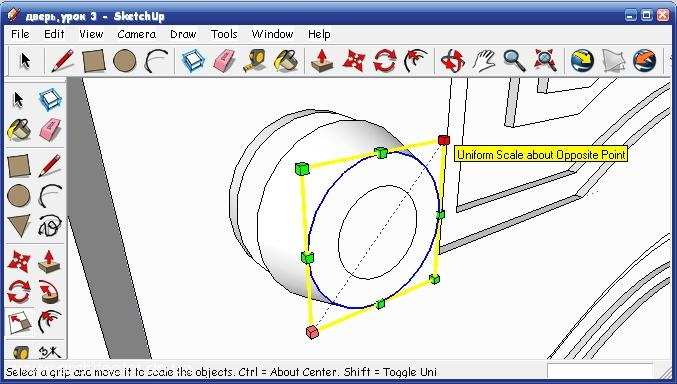 дверь,урок 3 - SketchUp
File Edit View Camera Draw Tools Window Help
Uniform Scale about Opposite Point
Select a grip and move it to scale the objects. Ctrl = About Center. Shift = Toggle Uni